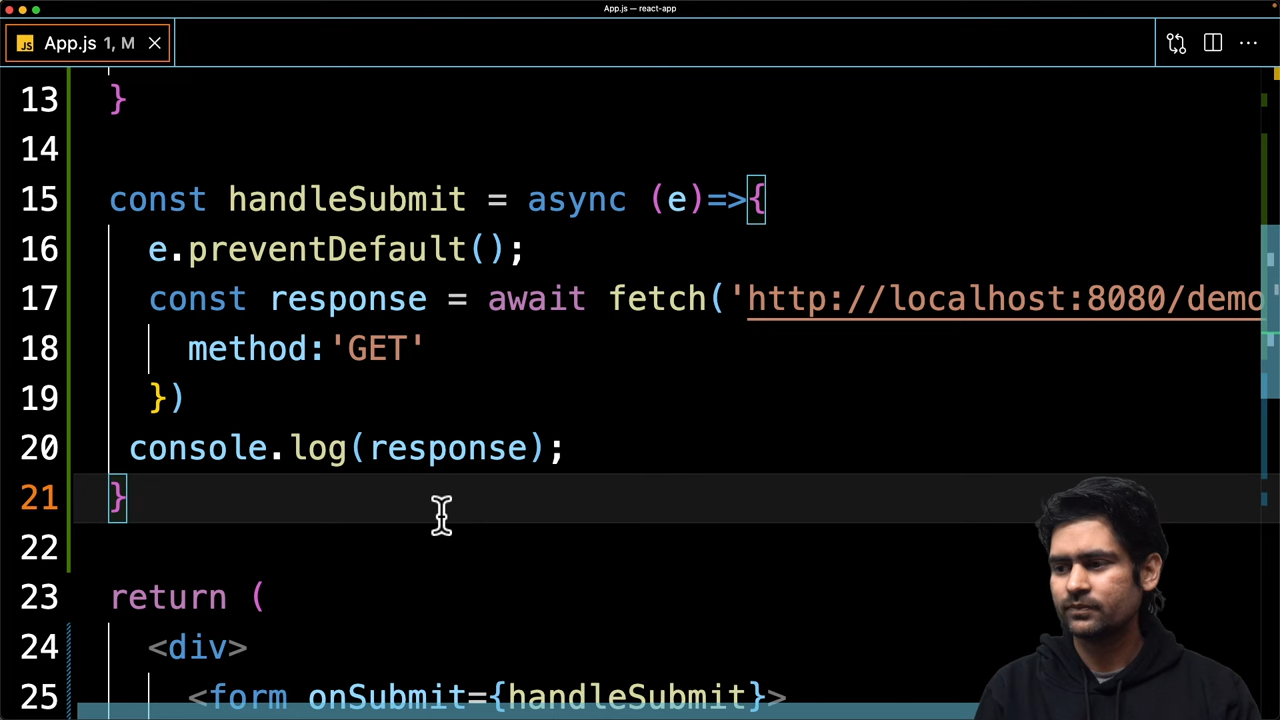 App.js — react-app
JS App.js 1, M
13 }
14
15 const handleSubmit = async (e)=>{
16 e.preventDefault();
17 const response = await fetch('http://localhost:8080/demo'
18 method:'GET'
19 })
20 console.log(response);
21 }
22
23 return (
24 <div>
25 <form onSubmit={handleSubmit}>